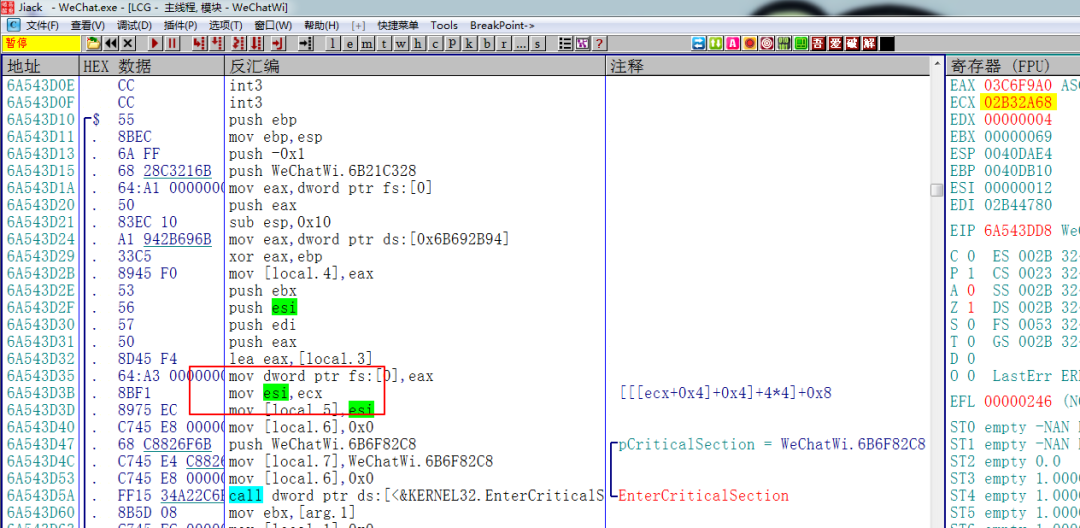 Jiack - WeChat.exe - [LCG - 主线程, 模块 - WeChatWi]
文件(F) 查看(V) 调试(D) 插件(P) 选项(T) 窗口(W) 帮助(H) [+] 快捷菜单 Tools BreakPoint->
暂停 l e m t w h c P k b r ... s ? 吾 爱 破 解
地址 HEX 数据 反汇编 注释 寄存器 (FPU)
6A543D0E CC int3 EAX 03C6F9A0 ASC
6A543D0F CC int3 ECX 02B32A68
6A543D10 $ 55 push ebp EDX 00000004
6A543D11 . 8BEC mov ebp,esp EBX 00000069
6A543D13 . 6A FF push -0x1 ESP 0040DAE4
6A543D15 . 68 28C3216B push WeChatWi.6B21C328 EBP 0040DB10
6A543D1A . 64:A1 0000000 mov eax,dword ptr fs:[0] ESI 00000012
6A543D20 . 50 push eax EDI 02B44780
6A543D21 . 83EC 10 sub esp,0x10
6A543D24 . A1 942B696B mov eax,dword ptr ds:[0x6B692B94] EIP 6A543DD8 WeC
6A543D29 . 33C5 xor eax,ebp
6A543D2B . 8945 F0 mov [local.4],eax C 0 ES 002B 32
6A543D2E . 53 push ebx P 1 CS 0023 32
6A543D2F . 56 push esi A 0 SS 002B 32
6A543D30 . 57 push edi Z 1 DS 002B 32
6A543D31 . 50 push eax S 0 FS 0053 32
6A543D32 . 8D45 F4 lea eax,[local.3] T 0 GS 002B 32
6A543D35 . 64:A3 0000000 mov dword ptr fs:[0],eax D 0
6A543D3B . 8BF1 mov esi,ecx [[[ecx+0x4]+0x4]+4*4]+0x8 O 0 LastErr ERR
6A543D3D . 8975 EC mov [local.5],esi
6A543D40 . C745 E8 00000 mov [local.6],0x0 EFL 00000246 (NO
6A543D47 . 68 C8826F6B push WeChatWi.6B6F82C8 pCriticalSection = WeChatWi.6B6F82C8 ST0 empty -NAN
6A543D4C . C745 E4 C8826 mov [local.7],WeChatWi.6B6F82C8 ST1 empty -NAN
6A543D53 . C745 E8 00000 mov [local.6],0x0 ST2 empty 0.0
6A543D5A . FF15 34A22C6B call dword ptr ds:[<&KERNEL32.EnterCriticalS EnterCriticalSection ST3 empty 1.000
ST4 empty 1.000
8B5D 08 mov ebx,[arg.1] ST5 empty 1.000